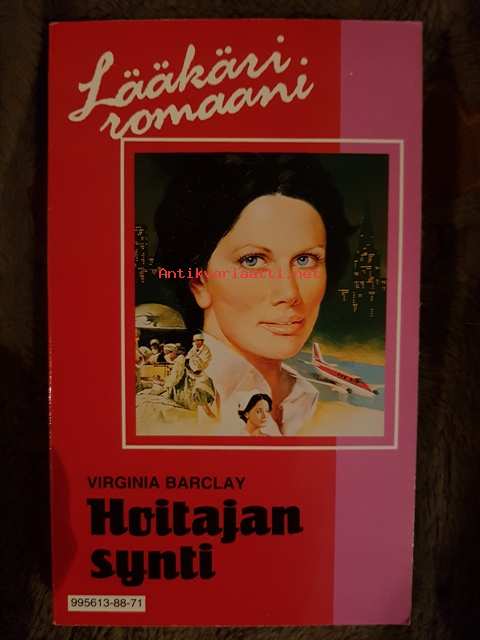 Lääkäri
romaani
Antikvariaatti.net
VIRGINIA BARCLAY
Hoitajan
synti
995613-88-71